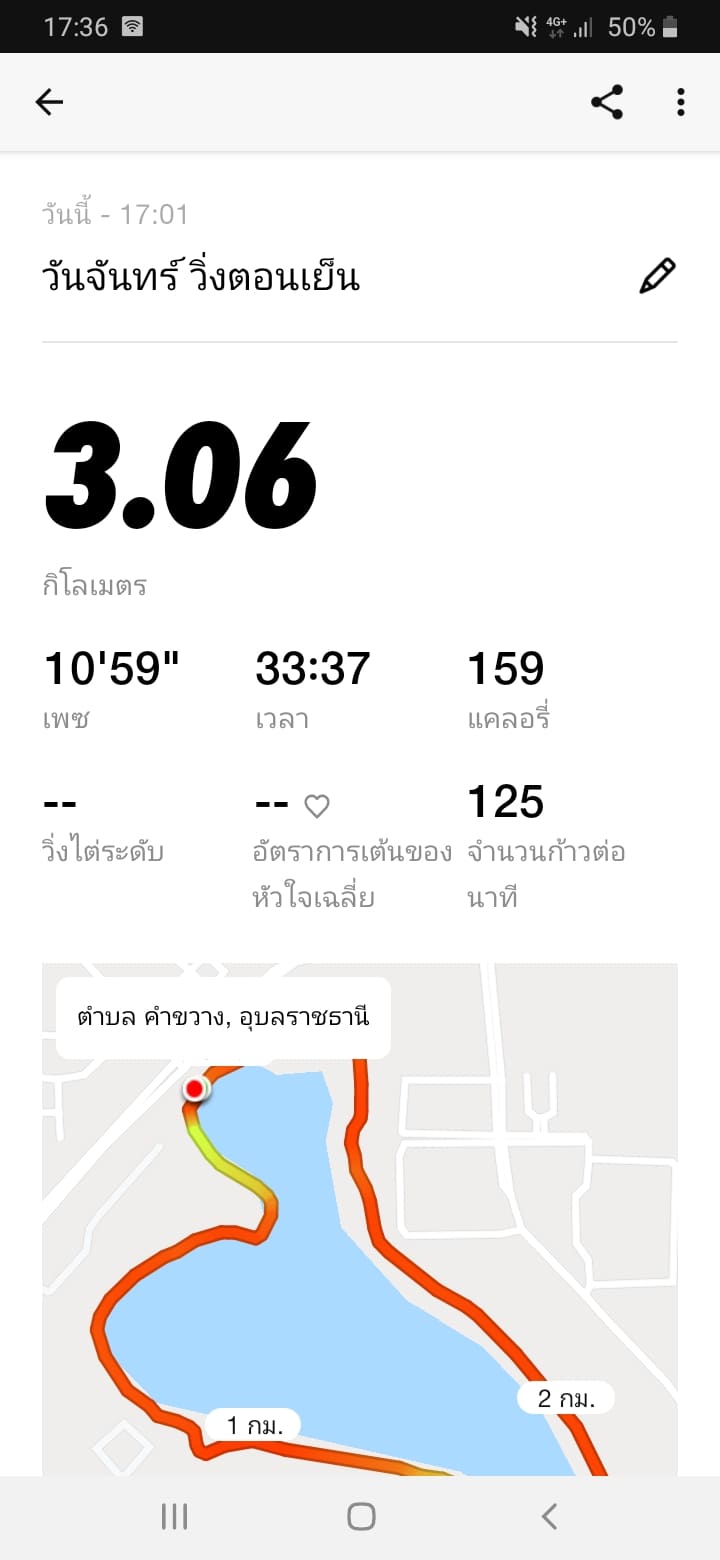 17:36 4G+ 50%
วันนี้ - 17:01
วันจันทร์ วิ่งตอนเย็น
3.06
กิโลเมตร
10'59" 33:37 159
เพซ เวลา แคลอรี่
-- -- 125
วิ่งไต่ระดับ อัตราการเต้นของ จำนวนก้าวต่อ
หัวใจเฉลี่ย นาที
ตำบล คำขวาง, อุบลราชธานี
2 กม.
1 กม.